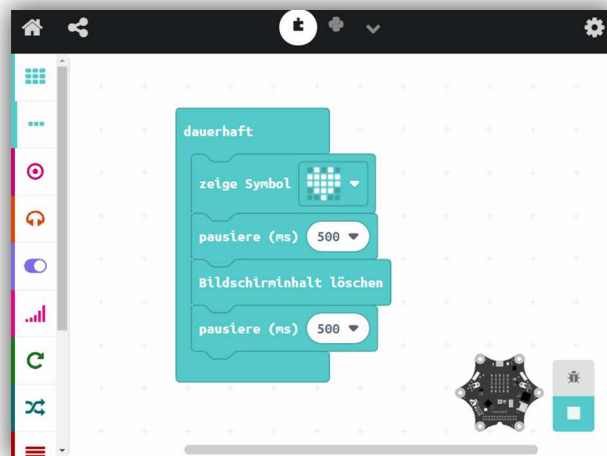 dauerhaft
zeige Symbol
pausiere (ms) 500
Bildschirminhalt löschen
pausiere (ms) 500